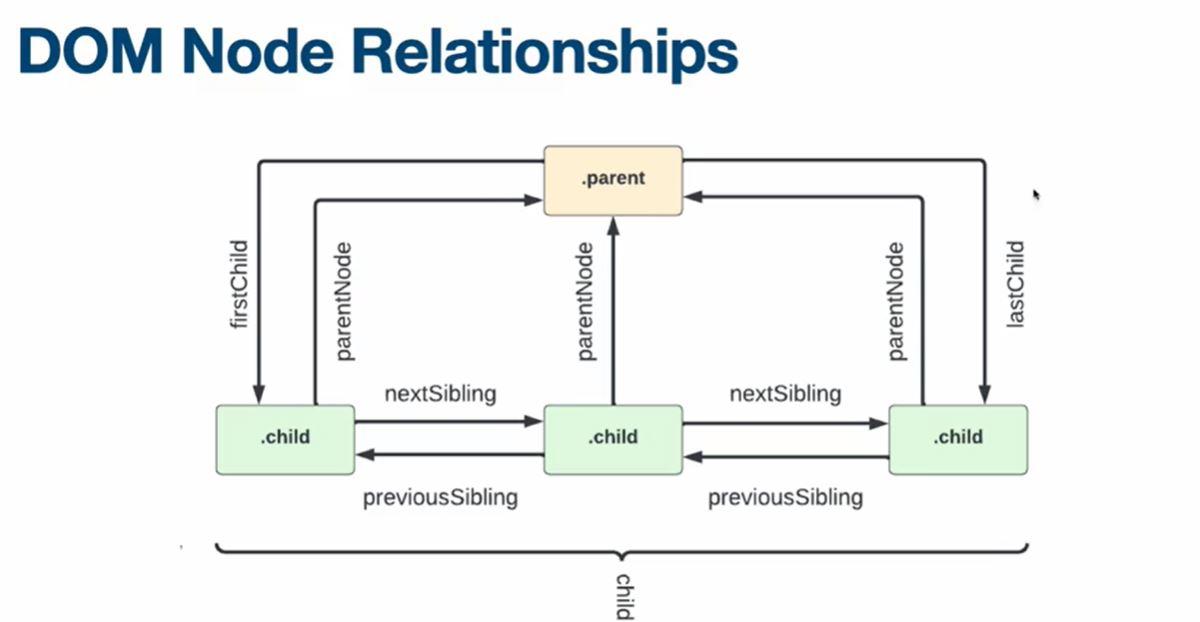 DOM Node Relationships
.parent
firstChild
parentNode
parentNode
parentNode
lastChild
nextSibling
nextSibling
.child
.child
.child
previousSibling
previousSibling
child